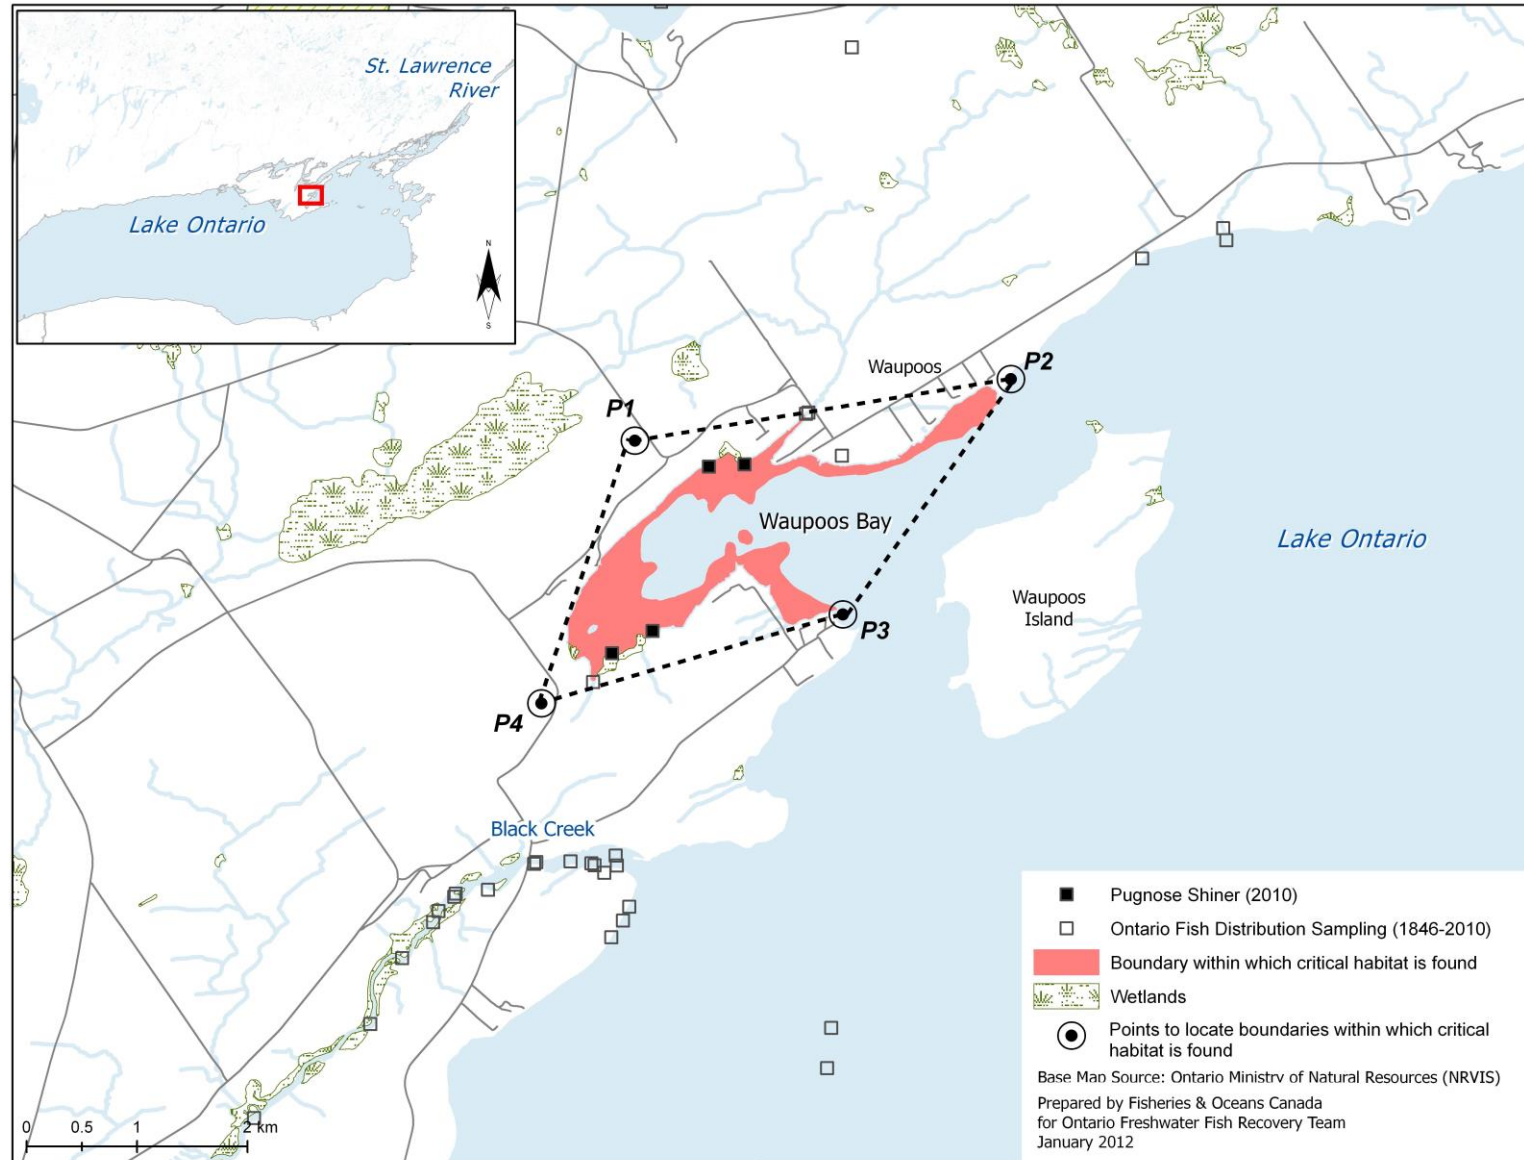 St. Lawrence
River
Lake Ontario
N
S
Waupoos
P2
P1
Waupoos Bay
Lake Ontario
Waupoos
Island
P3
P4
Black Creek
Pugnose Shiner (2010)
Ontario Fish Distribution Sampling (1846-2010)
Boundary within which critical habitat is found
Wetlands
Points to locate boundaries within which critical
habitat is found
Base Map Source: Ontario Ministry of Natural Resources (NRVIS)
Prepared by Fisheries & Oceans Canada
for Ontario Freshwater Fish Recovery Team
January 2012
0 0.5 1 2 km